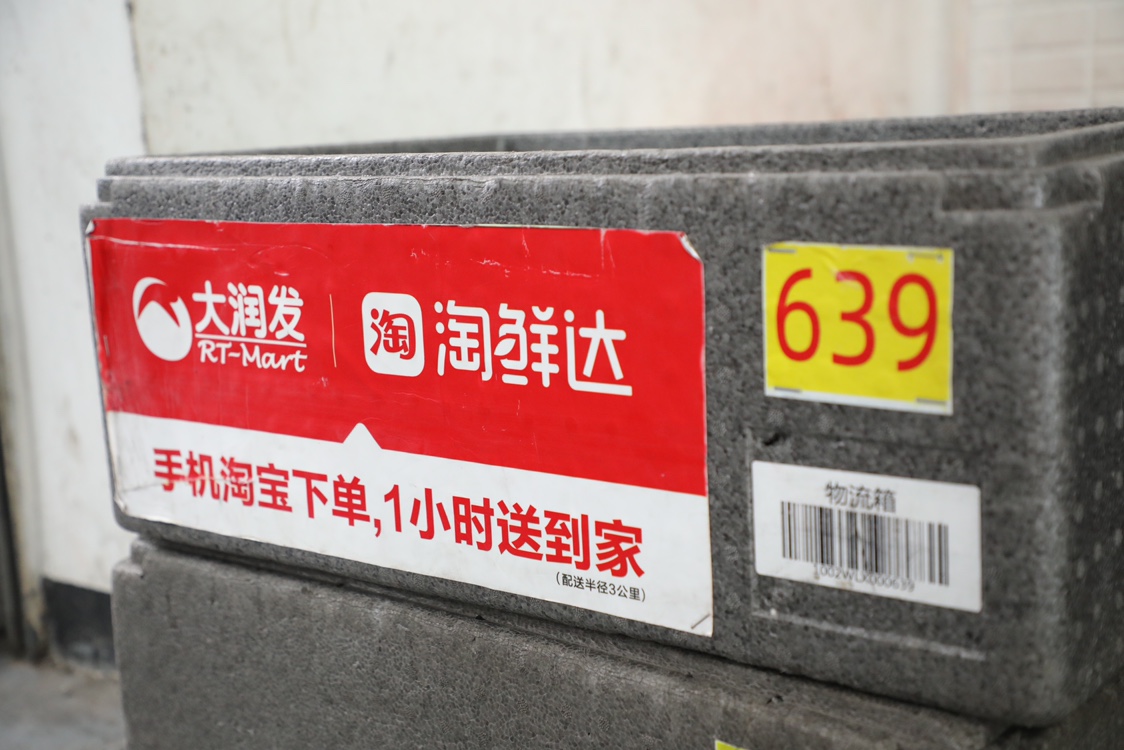 大润发
RT-Mart
淘
淘鲜达
手机淘宝下单,1小时送到家
(配送半径3公里)
639
物流箱